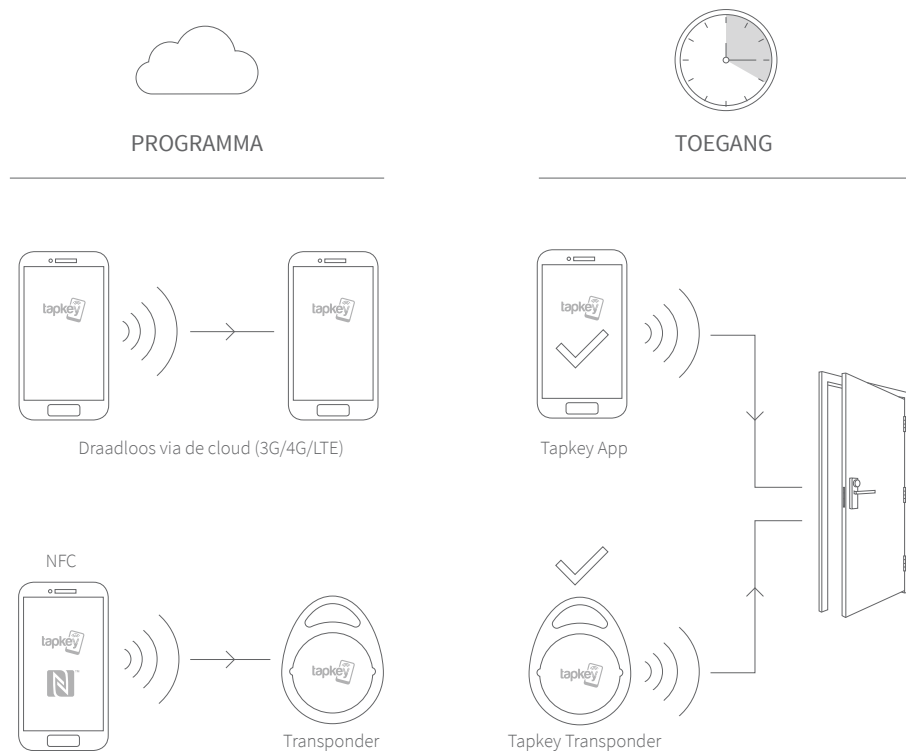 PROGRAMMA
TOEGANG
tapkey
tapkey
tapkey
Draadloos via de cloud (3G/4G/LTE)
Tapkey App
NFC
tapkey
N
tapkey
tapkey
Transponder
Tapkey Transponder